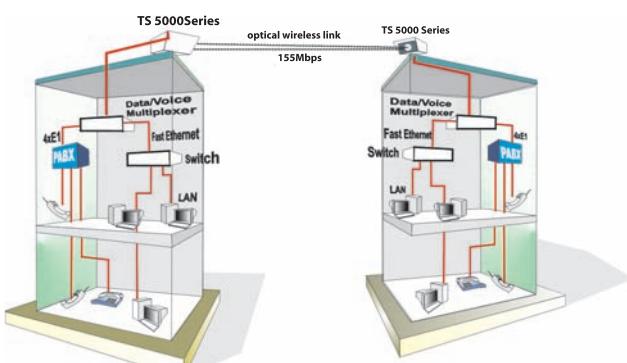 TS 5000Series
optical wireless link
155Mbps
TS 5000 Series
Data/Voice
Multiplexer
4xE1
Fast Ethernet
PABX
Switch
LAN
Data/Voice
Multiplexer
Fast Ethernet
4xE1
Switch
PABX
LAN